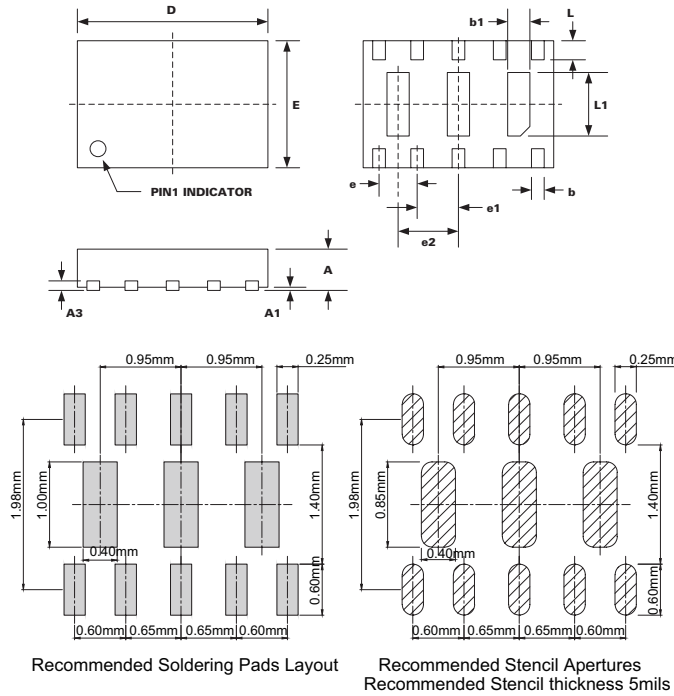 D
b1
L
E
L1
PIN1 INDICATOR
e
b
e1
e2
A
A3
A1
0.95mm
0.95mm
0.25mm
1.98mm
1.00mm
1.40mm
0.40mm
0.60mm
0.60mm
0.65mm
0.65mm
0.60mm
Recommended Soldering Pads Layout
0.95mm
0.95mm
0.25mm
1.98mm
0.85mm
1.40mm
0.40mm
0.60mm
0.60mm
0.65mm
0.65mm
0.60mm
Recommended Stencil Apertures
Recommended Stencil thickness 5mils